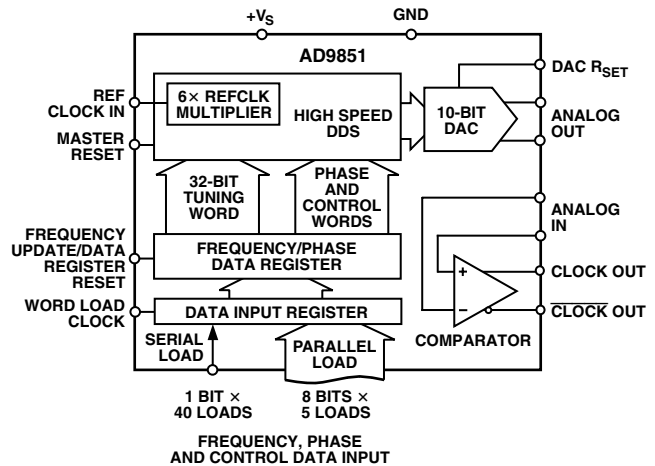 +VS
GND
AD9851
REF
CLOCK IN
6× REFCLK
MULTIPLIER
HIGH SPEED
DDS
10-BIT
DAC
DAC RSET
ANALOG
OUT
MASTER
RESET
32-BIT
TUNING
WORD
PHASE
AND
CONTROL
WORDS
ANALOG
IN
FREQUENCY
UPDATE/DATA
REGISTER
RESET
FREQUENCY/PHASE
DATA REGISTER
+
–
CLOCK OUT
CLOCK OUT
COMPARATOR
WORD LOAD
CLOCK
DATA INPUT REGISTER
SERIAL
LOAD
PARALLEL
LOAD
1 BIT ×
40 LOADS
8 BITS ×
5 LOADS
FREQUENCY, PHASE
AND CONTROL DATA INPUT